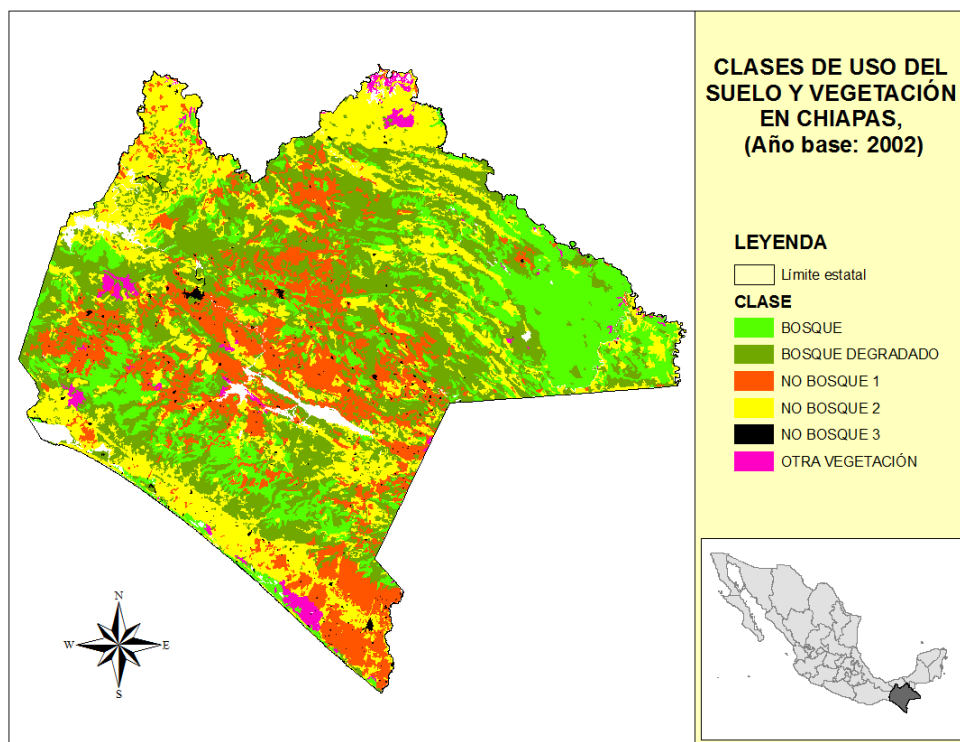 CLASES DE USO DEL
SUELO Y VEGETACIÓN
EN CHIAPAS,
(Año base: 2002)
LEYENDA
Límite estatal
CLASE
BOSQUE
BOSQUE DEGRADADO
NO BOSQUE 1
NO BOSQUE 2
NO BOSQUE 3
OTRA VEGETACIÓN
N
W E
S